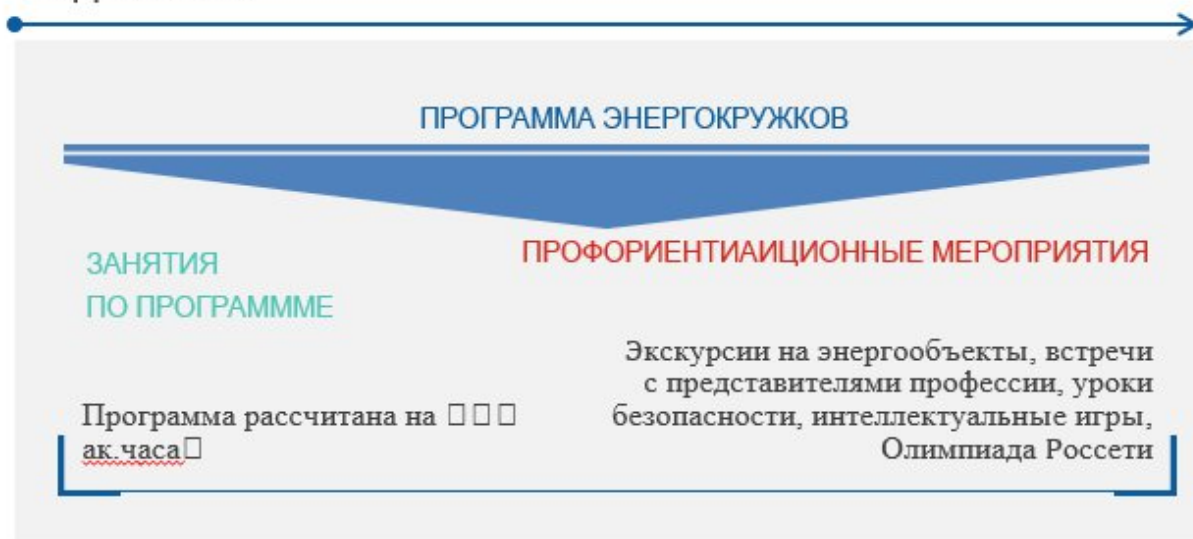 ПРОГРАММА ЭНЕРГОКРУЖКОВ
ЗАНЯТИЯ
ПО ПРОГРАМММЕ
Программа рассчитана на □□□
ак.часа□
ПРОФОРИЕНТИАИЦИОННЫЕ МЕРОПРИЯТИЯ
Экскурсии на энергообъекты, встречи
с представителями профессии, уроки
безопасности, интеллектуальные игры,
Олимпиада Россети